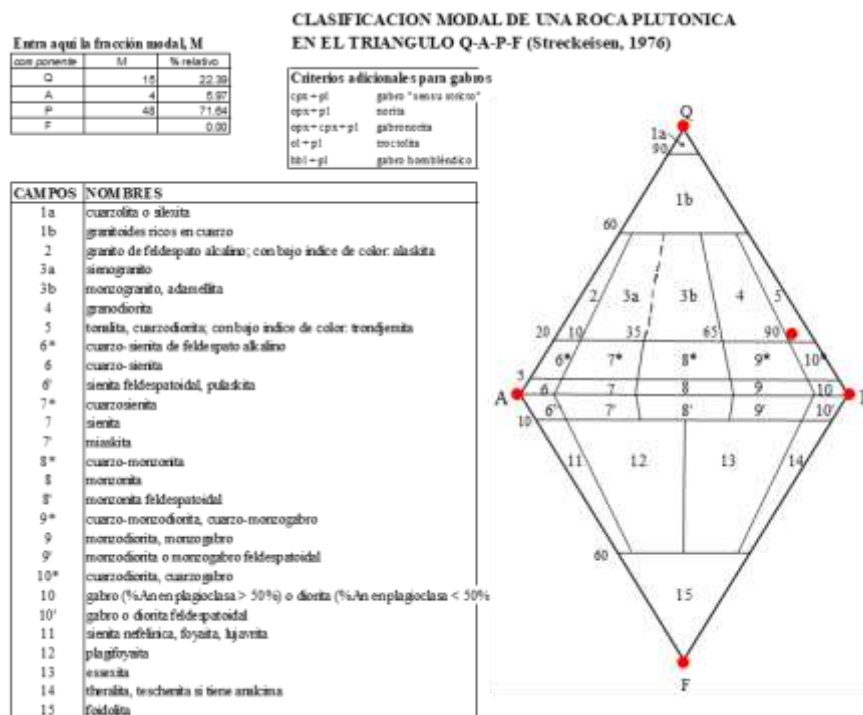 CLASIFICACION MODAL DE UNA ROCA PLUTONICA
EN EL TRIANGULO Q-A-P-F (Streckeisen, 1976)
Entra aqui la fracción modal, M
componente M % relativo
Q 15 22.39
A 4 5.97
P 48 71.64
F 0.00
Criterios adicionales para gabros
cpx+pl gabro "sensu stricto"
opx+pl norita
opx+cpx+pl gabronorita
ol+pl troctolita
hbl+pl gabro hornbléndico
CAMPOS NOMBRES
1a cuarzolita o silexita
1b granitoides ricos en cuarzo
2 granito de feldespato alcalino; con bajo indice de color: alaskita
3a sienogranito
3b monzogranito, adamellita
4 granodiorita
5 tonalita, cuarzodiorita; con bajo indice de color: trondjemita
6* cuarzo-sienita de feldespato alkalino
6 cuarzo-sienita
6' sienita feldespatoidal, pulaskita
7* cuarzosienita
7 sienita
7' miaskita
8* cuarzo-monzonita
8 monzonita
8' monzonita feldespatoidal
9* cuarzo-monzodiorita, cuarzo-monzogabro
9 monzodiorita, monzogabro
9' monzodiorita o monzogabro feldespatoidal
10* cuarzodiorita, cuarzogabro
10 gabro (%An en plagioclasa > 50%) o diorita (%An en plagioclasa < 50%
10' gabro o diorita feldespatoidal
11 sienita nefelinica, foyaita, lujavrita
12 plagifoyaita
13 essexita
14 theralita, teschenita si tiene analcima
15 foidolita
Q
1a
90
1b
60
2 3a 3b 4 5
20 10 35 65 90
6* 7* 8* 9* 10*
5
6 7 8 9 10
A
6' 7' 8' 9' 10'
10
11 12 13 14
60
15
F